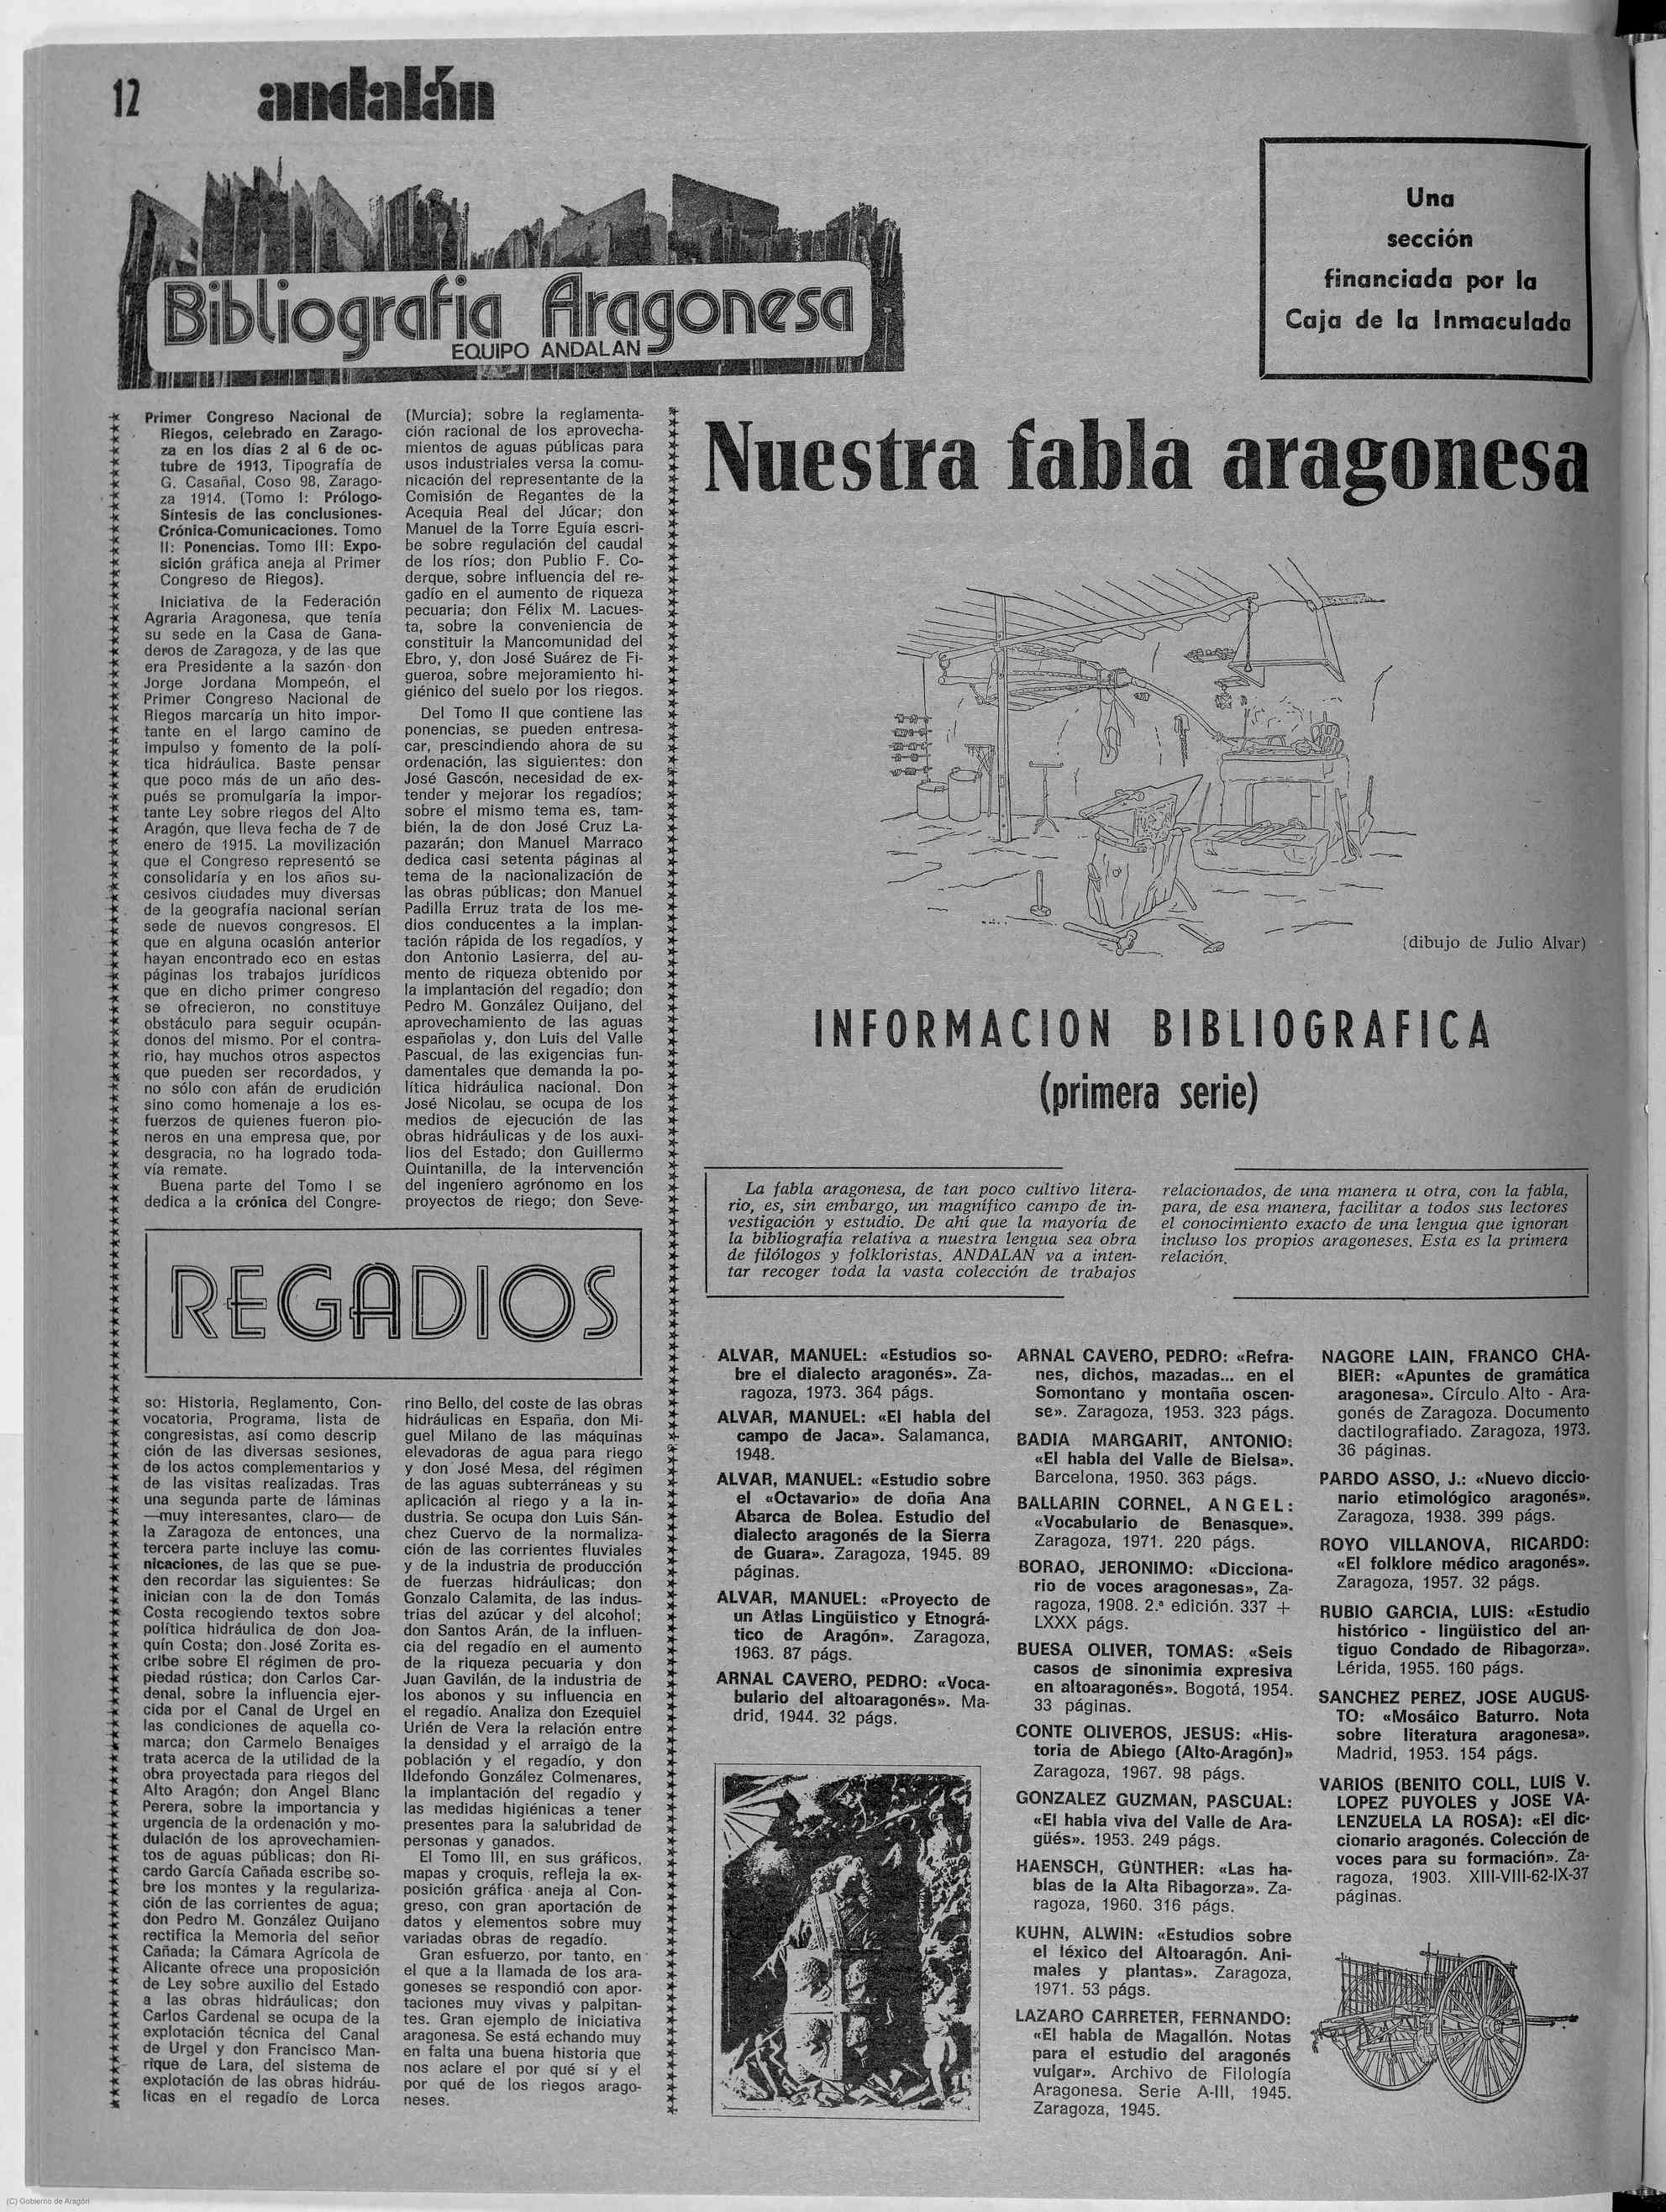 12
andalán
Bibliografia Aragonesa
EQUIPO ANDALAN
Una
sección
financiada por la
Caja de la Inmaculada
Primer Congreso Nacional de
Riegos, celebrado en Zarago-
za en los días 2 al 6 de oc-
tubre de 1913, Tipografía de
G. Casañal, Coso 98, Zarago-
za 1914. (Tomo I: Prólogo-
Síntesis de las conclusiones-
Crónica-Comunicaciones. Tomo
II: Ponencias. Tomo III: Expo-
sición gráfica aneja al Primer
Congreso de Riegos).
Iniciativa de la Federación
Agraria Aragonesa, que tenía
su sede en la Casa de Gana-
deros de Zaragoza, y de las que
era Presidente a la sazón don
Jorge Jordana Mompeón, el
Primer Congreso Nacional de
Riegos marcaría un hito impor-
tante en el largo camino de
impulso y fomento de la polí-
tica hidráulica. Baste pensar
que poco más de un año des-
pués se promulgaría la impor-
tante Ley sobre riegos del Alto
Aragón, que lleva fecha de 7 de
enero de 1915. La movilización
que el Congreso representó se
consolidaría y en los años su-
cesivos ciudades muy diversas
de la geografía nacional serían
sede de nuevos congresos. El
que en alguna ocasión anterior
hayan encontrado eco en estas
páginas los trabajos jurídicos
que en dicho primer congreso
se ofrecieron, no constituye
obstáculo para seguir ocupán-
donos del mismo. Por el contra-
rio, hay muchos otros aspectos
que pueden ser recordados, y
no sólo con afán de erudición
sino como homenaje a los es-
fuerzos de quienes fueron pio-
neros en una empresa que, por
desgracia, no ha logrado toda-
vía remate.
Buena parte del Tomo I se
dedica a la crónica del Congre-
(Murcia); sobre la reglamenta-
ción racional de los aprovecha-
mientos de aguas públicas para
usos industriales versa la comu-
nicación del representante de la
Comisión de Regantes de la
Acequia Real del Júcar; don
Manuel de la Torre Eguía escri-
be sobre regulación del caudal
de los ríos; don Publio F. Co-
derque, sobre influencia del re-
gadío en el aumento de riqueza
pecuaria; don Félix M. Lacues-
ta, sobre la conveniencia de
constituir la Mancomunidad del
Ebro, y, don José Suárez de Fi-
gueroa, sobre mejoramiento hi-
giénico del suelo por los riegos.
Del Tomo II que contiene las
ponencias, se pueden entresa-
car, prescindiendo ahora de su
ordenación, las siguientes: don
José Gascón, necesidad de ex-
tender y mejorar los regadíos;
sobre el mismo tema es, tam-
bién, la de don José Cruz La-
pazarán; don Manuel Marraco
dedica casi setenta páginas al
tema de la nacionalización de
las obras públicas; don Manuel
Padilla Erruz trata de los me-
dios conducentes a la implan-
tación rápida de los regadíos, y
don Antonio Lasierra, del au-
mento de riqueza obtenido por
la implantación del regadío; don
Pedro M. González Quijano, del
aprovechamiento de las aguas
españolas y, don Luis del Valle
Pascual, de las exigencias fun-
damentales que demanda la po-
lítica hidráulica nacional. Don
José Nicolau, se ocupa de los
medios de ejecución de las
obras hidráulicas y de los auxi-
lios del Estado; don Guillermo
Quintanilla, de la intervención
del ingeniero agrónomo en los
proyectos de riego; don Seve-
REGADIOS
so: Historia, Reglamento, Con-
vocatoria, Programa, lista de
congresistas, así como descrip
ción de las diversas sesiones,
de los actos complementarios y
de las visitas realizadas. Tras
una segunda parte de láminas
—muy interesantes, claro— de
la Zaragoza de entonces, una
tercera parte incluye las comu-
nicaciones, de las que se pue-
den recordar las siguientes: Se
inician con la de don Tomás
Costa recogiendo textos sobre
política hidráulica de don Joa-
quín Costa; don José Zorita es-
cribe sobre El régimen de pro-
piedad rústica; don Carlos Car-
denal, sobre la influencia ejer-
cida por el Canal de Urgel en
las condiciones de aquella co-
marca; don Carmelo Benaiges
trata acerca de la utilidad de la
obra proyectada para riegos del
Alto Aragón; don Angel Blanc
Perera, sobre la importancia y
urgencia de la ordenación y mo-
dulación de los aprovechamien-
tos de aguas públicas; don Ri-
cardo García Cañada escribe so-
bre los montes y la regulariza-
ción de las corrientes de agua;
don Pedro M. González Quijano
rectifica la Memoria del señor
Cañada; la Cámara Agrícola de
Alicante ofrece una proposición
de Ley sobre auxilio del Estado
a las obras hidráulicas; don
Carlos Cardenal se ocupa de la
explotación técnica del Canal
de Urgel y don Francisco Man-
rique de Lara, del sistema de
explotación de las obras hidráu-
licas en el regadío de Lorca
rino Bello, del coste de las obras
hidráulicas en España, don Mi-
guel Milano de las máquinas
elevadoras de agua para riego
y don José Mesa, del régimen
de las aguas subterráneas y su
aplicación al riego y a la in-
dustria. Se ocupa don Luis Sán-
chez Cuervo de la normaliza-
ción de las corrientes fluviales
y de la industria de producción
de fuerzas hidráulicas; don
Gonzalo Calamita, de las indus-
trias del azúcar y del alcohol;
don Santos Arán, de la influen-
cia del regadío en el aumento
de la riqueza pecuaria y don
Juan Gavilán, de la industria de
los abonos y su influencia en
el regadío. Analiza don Ezequiel
Urién de Vera la relación entre
la densidad y el arraigo de la
población y el regadío, y don
Ildefondo González Colmenares,
la implantación del regadío y
las medidas higiénicas a tener
presentes para la salubridad de
personas y ganados.
El Tomo III, en sus gráficos,
mapas y croquis, refleja la ex-
posición gráfica aneja al Con-
greso, con gran aportación de
datos y elementos sobre muy
variadas obras de regadío.
Gran esfuerzo, por tanto, en
el que a la llamada de los ara-
goneses se respondió con apor-
taciones muy vivas y palpitan-
tes. Gran ejemplo de iniciativa
aragonesa. Se está echando muy
en falta una buena historia que
nos aclare el por qué sí y el
por qué de los riegos arago-
neses.
Nuestra fabla aragonesa
(dibujo de Julio Alvar)
INFORMACION BIBLIOGRAFICA
(primera serie)
La fabla aragonesa, de tan poco cultivo litera-
rio, es, sin embargo, un magnífico campo de in-
vestigación y estudio. De ahí que la mayoría de
la bibliografía relativa a nuestra lengua sea obra
de filólogos y folkloristas. ANDALAN va a inten-
tar recoger toda la vasta colección de trabajos
relacionados, de una manera u otra, con la fabla,
para, de esa manera, facilitar a todos sus lectores
el conocimiento exacto de una lengua que ignoran
incluso los propios aragoneses. Esta es la primera
relación.
ALVAR, MANUEL: «Estudios so-
bre el dialecto aragonés». Za-
ragoza, 1973. 364 págs.
ALVAR, MANUEL: «El habla del
campo de Jaca». Salamanca,
1948.
ALVAR, MANUEL: «Estudio sobre
el «Octavario» de doña Ana
Abarca de Bolea. Estudio del
dialecto aragonés de la Sierra
de Guara». Zaragoza, 1945. 89
páginas.
ALVAR, MANUEL: «Proyecto de
un Atlas Lingüistico y Etnográ-
tico de Aragón». Zaragoza,
1963. 87 págs.
ARNAL CAVERO, PEDRO: «Voca-
bulario del altoaragonés». Ma-
drid, 1944. 32 págs.
ARNAL CAVERO, PEDRO: «Refra-
nes, dichos, mazadas... en el
Somontano y montaña oscen-
se». Zaragoza, 1953. 323 págs.
BADIA MARGARIT, ANTONIO:
«El habla del Valle de Bielsa».
Barcelona, 1950. 363 págs.
BALLARIN CORNEL, ANGEL:
«Vocabulario de Benasque».
Zaragoza, 1971. 220 págs.
BORAO, JERONIMO: «Dicciona-
rio de voces aragonesas», Za-
ragoza, 1908. 2.ª edición. 337 +
LXXX págs.
BUESA OLIVER, TOMAS: «Seis
casos de sinonimia expresiva
en altoaragonés». Bogotá, 1954.
33 páginas.
CONTE OLIVEROS, JESUS: «His-
toria de Abiego (Alto-Aragón)»
Zaragoza, 1967. 98 págs.
GONZALEZ GUZMAN, PASCUAL:
«El habla viva del Valle de Ara-
güés». 1953. 249 págs.
HAENSCH, GÜNTHER: «Las ha-
blas de la Alta Ribagorza». Za-
ragoza, 1960. 316 págs.
KUHN, ALWIN: «Estudios sobre
el léxico del Altoaragón. Ani-
males y plantas». Zaragoza,
1971. 53 págs.
LAZARO CARRETER, FERNANDO:
«El habla de Magallón. Notas
para el estudio del aragonés
vulgar». Archivo de Filología
Aragonesa. Serie A-III, 1945.
Zaragoza, 1945.
NAGORE LAIN, FRANCO CHA-
BIER: «Apuntes de gramática
aragonesa». Círculo Alto - Ara-
gonés de Zaragoza. Documento
dactilografiado. Zaragoza, 1973.
36 páginas.
PARDO ASSO, J.: «Nuevo diccio-
nario etimológico aragonés».
Zaragoza, 1938. 399 págs.
ROYO VILLANOVA, RICARDO:
«El folklore médico aragonés».
Zaragoza, 1957. 32 págs.
RUBIO GARCIA, LUIS: «Estudio
histórico - lingüistico del an-
tiguo Condado de Ribagorza».
Lérida, 1955. 160 págs.
SANCHEZ PEREZ, JOSE AUGUS-
TO: «Mosáico Baturro. Nota
sobre literatura aragonesa».
Madrid, 1953. 154 págs.
VARIOS (BENITO COLL, LUIS V.
LOPEZ PUYOLES y JOSE VA-
LENZUELA LA ROSA): «El dic-
cionario aragonés. Colección de
voces para su formación». Za-
ragoza, 1903. XIII-VIII-62-IX-37
páginas.
(C) Gobierno de Aragón